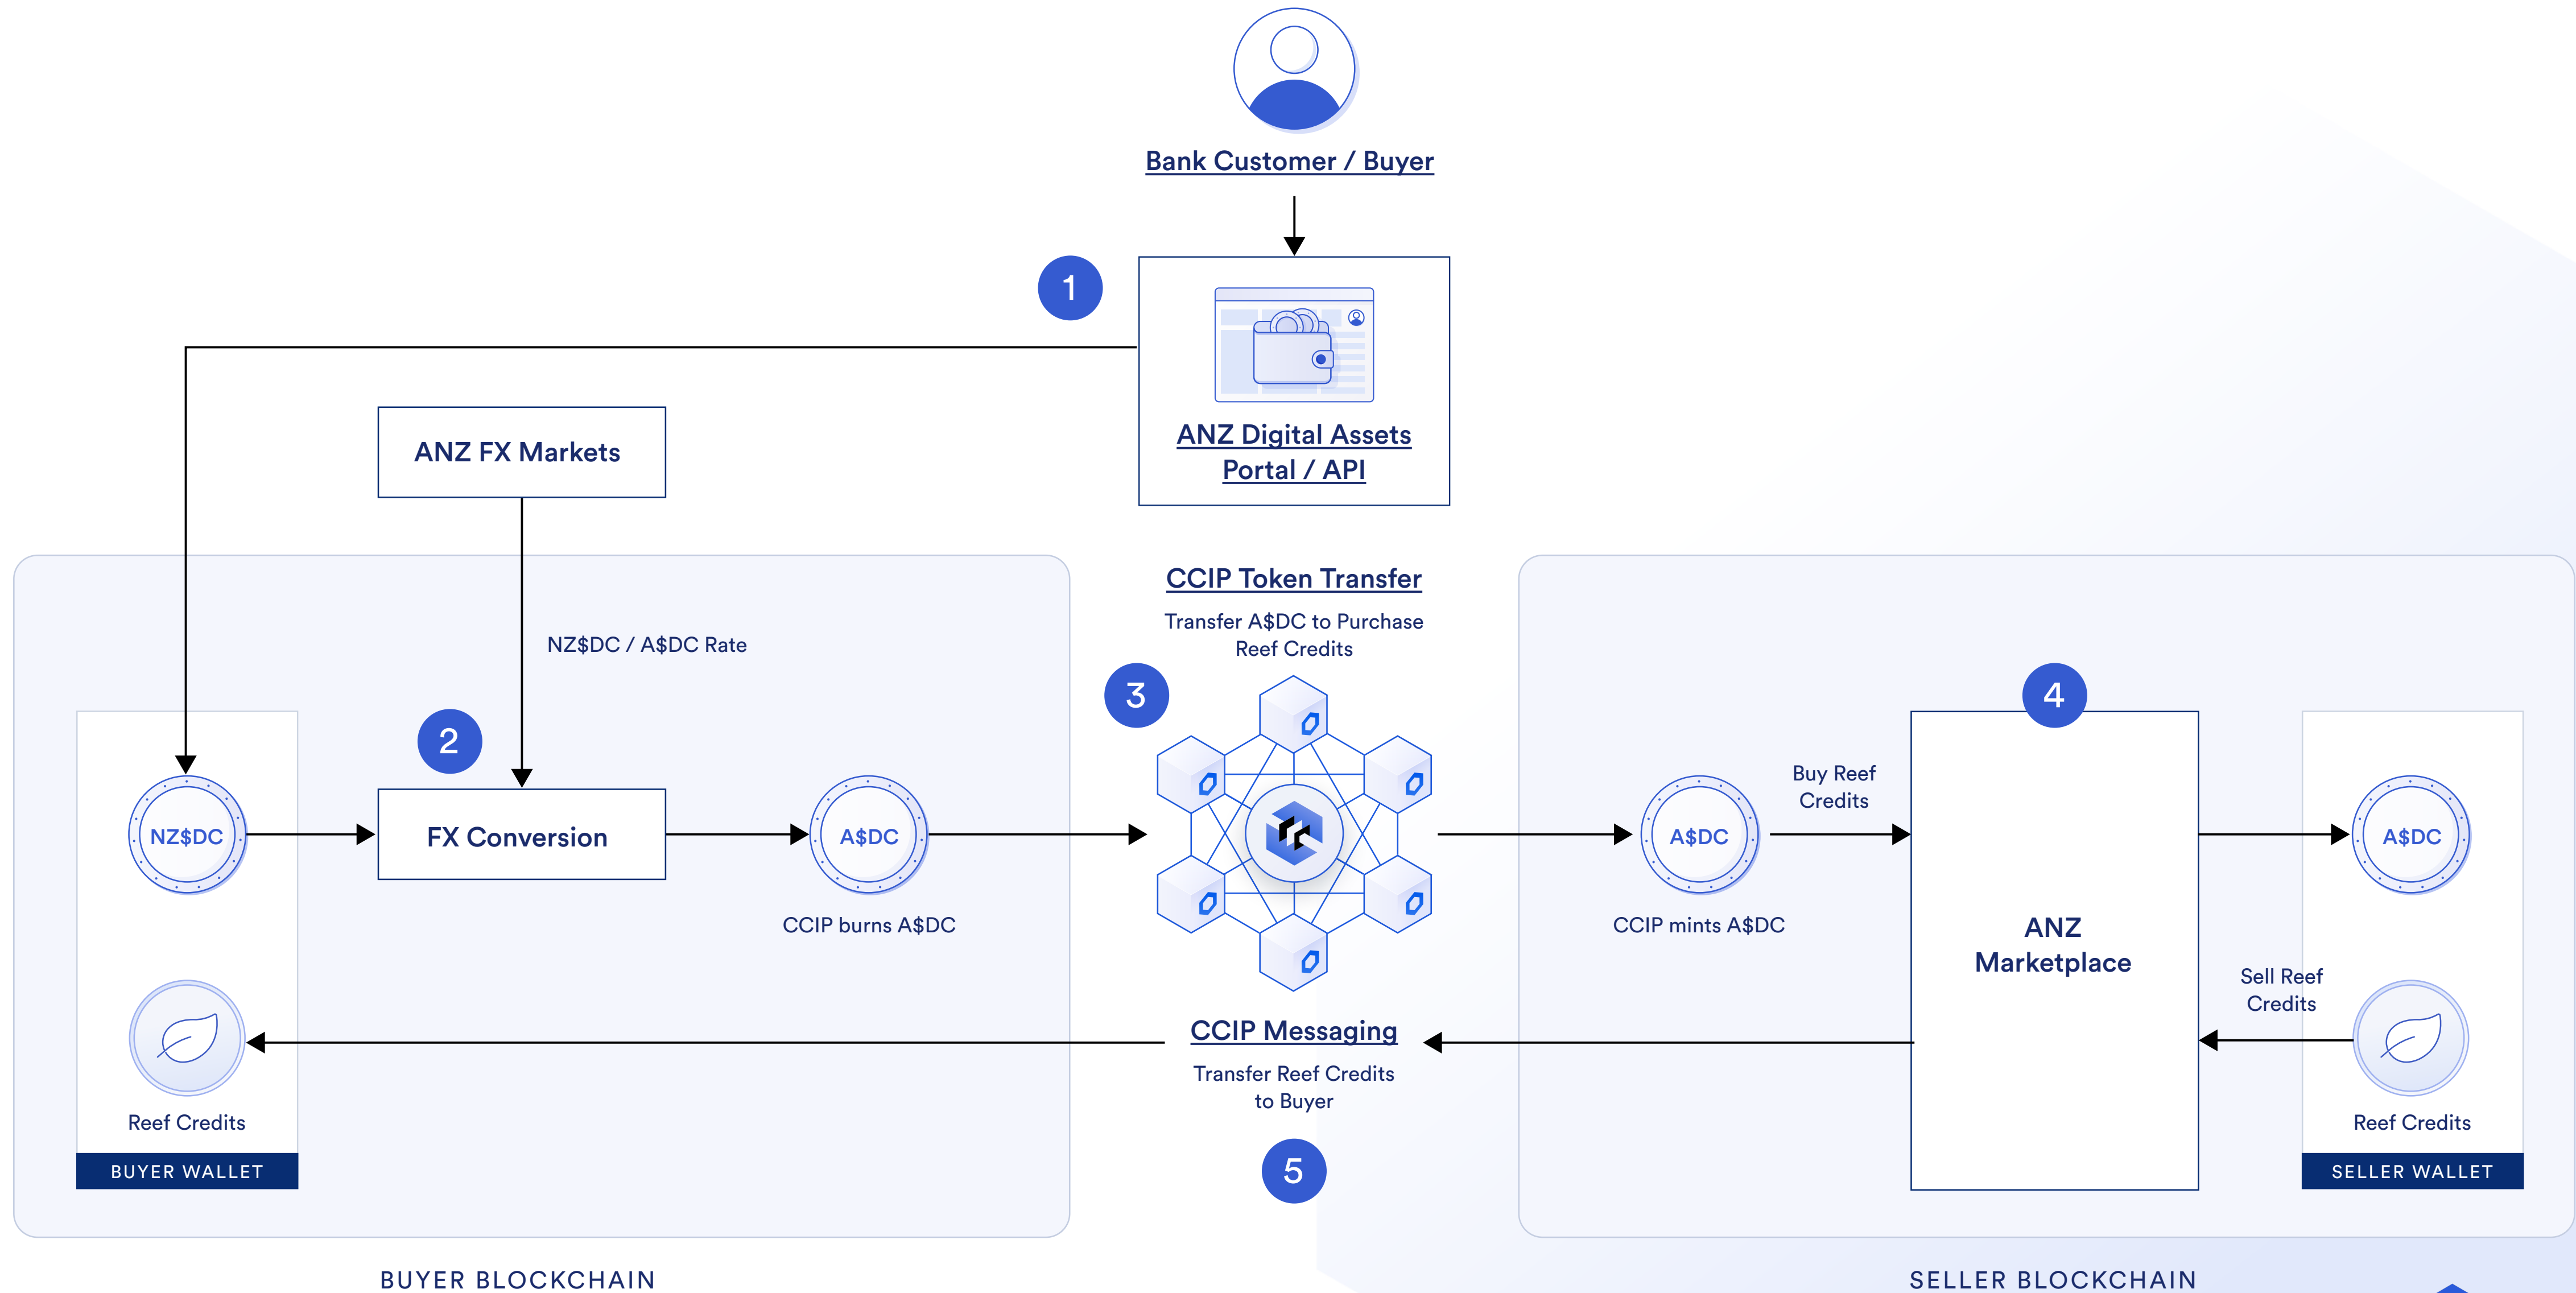 Bank Customer / Buyer
1
ANZ Digital Assets
Portal / API
ANZ FX Markets
NZ$DC / A$DC Rate
2
NZ$DC
FX Conversion
A$DC
CCIP burns A$DC
Reef Credits
BUYER WALLET
BUYER BLOCKCHAIN
CCIP Token Transfer
Transfer A$DC to Purchase
Reef Credits
3
CCIP Messaging
Transfer Reef Credits
to Buyer
5
A$DC
CCIP mints A$DC
Buy Reef
Credits
4
ANZ
Marketplace
A$DC
Sell Reef
Credits
Reef Credits
SELLER WALLET
SELLER BLOCKCHAIN